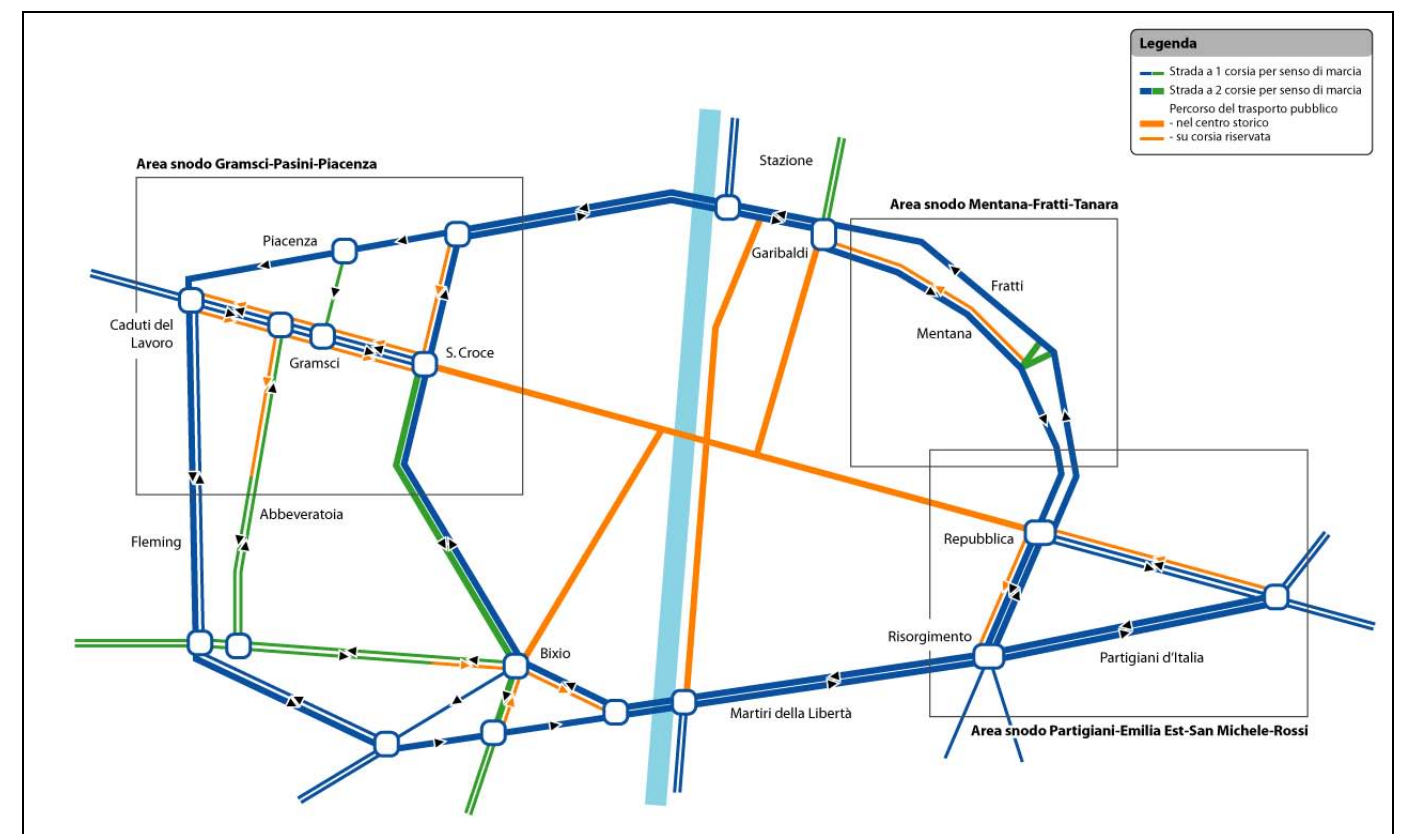 Legenda
Strada a 1 corsia per senso di marcia
Strada a 2 corsie per senso di marcia
Percorso del trasporto pubblico
- nel centro storico
- su corsia riservata
Stazione
Area snodo Gramsci-Pasini-Piacenza
Area snodo Mentana-Fratti-Tanara
Piacenza
Garibaldi
Fratti
Caduti del
Lavoro
Mentana
Gramsci
S. Croce
Abbeveratoia
Fleming
Repubblica
Risorgimento
Bixio
Partigiani d'Italia
Martiri della Libertà
Area snodo Partigiani-Emilia Est-San Michele-Rossi